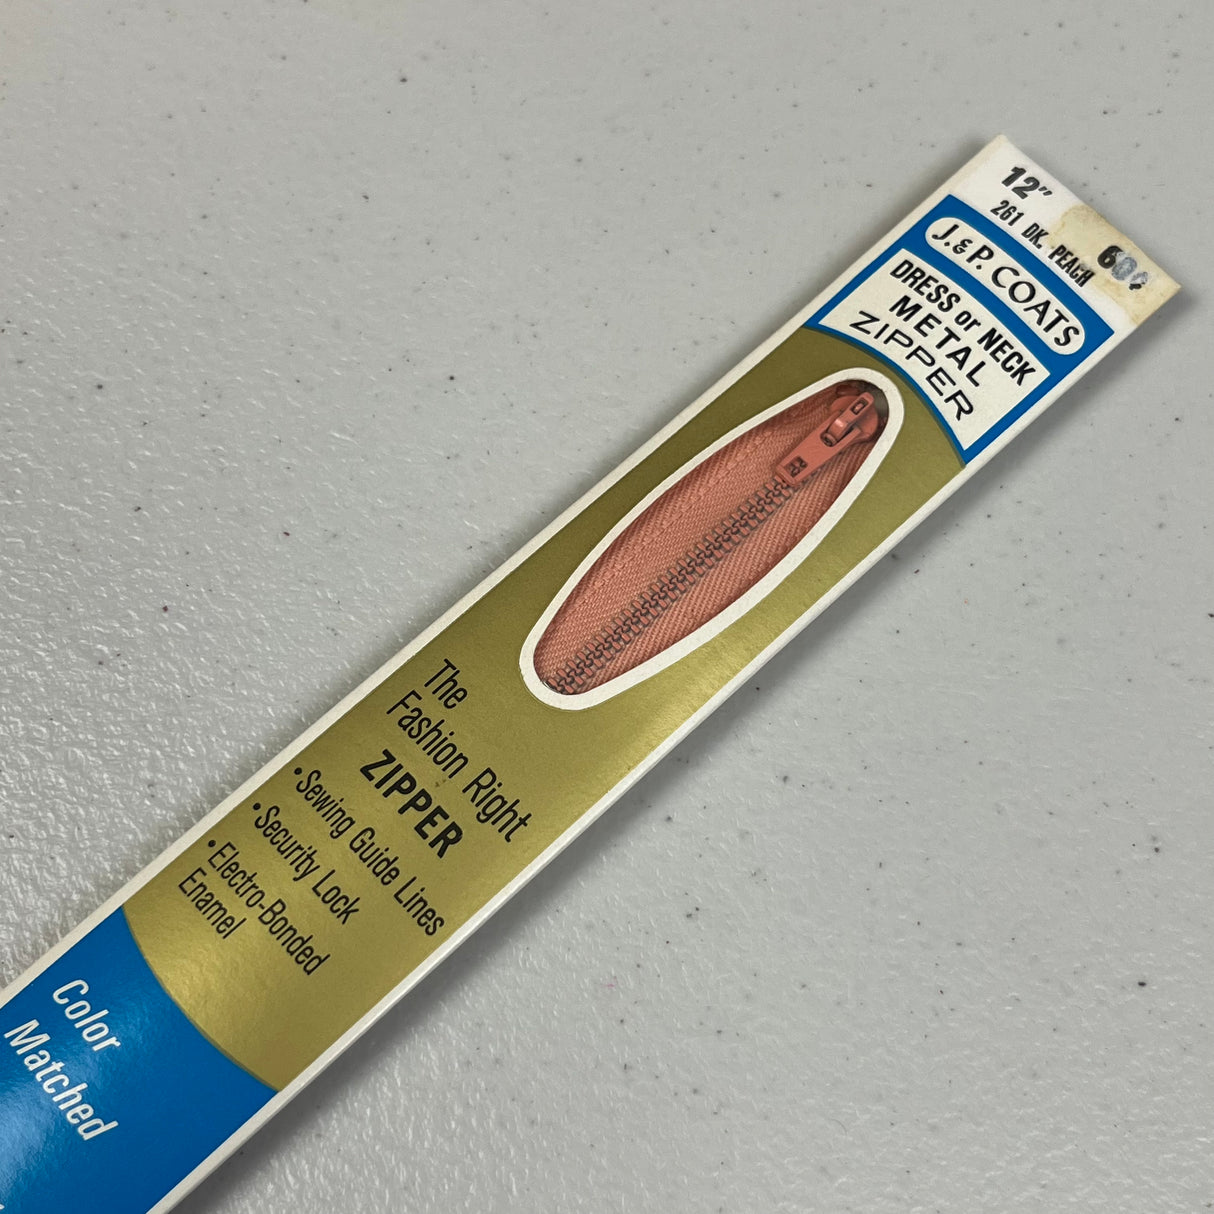 12"
261 DK. PEACH
60¢
J. & P. COATS
DRESS or NECK
METAL
ZIPPER
The
Fashion Right
ZIPPER
• Sewing Guide Lines
• Security Lock
• Electro-Bonded
Enamel
Color
Matched